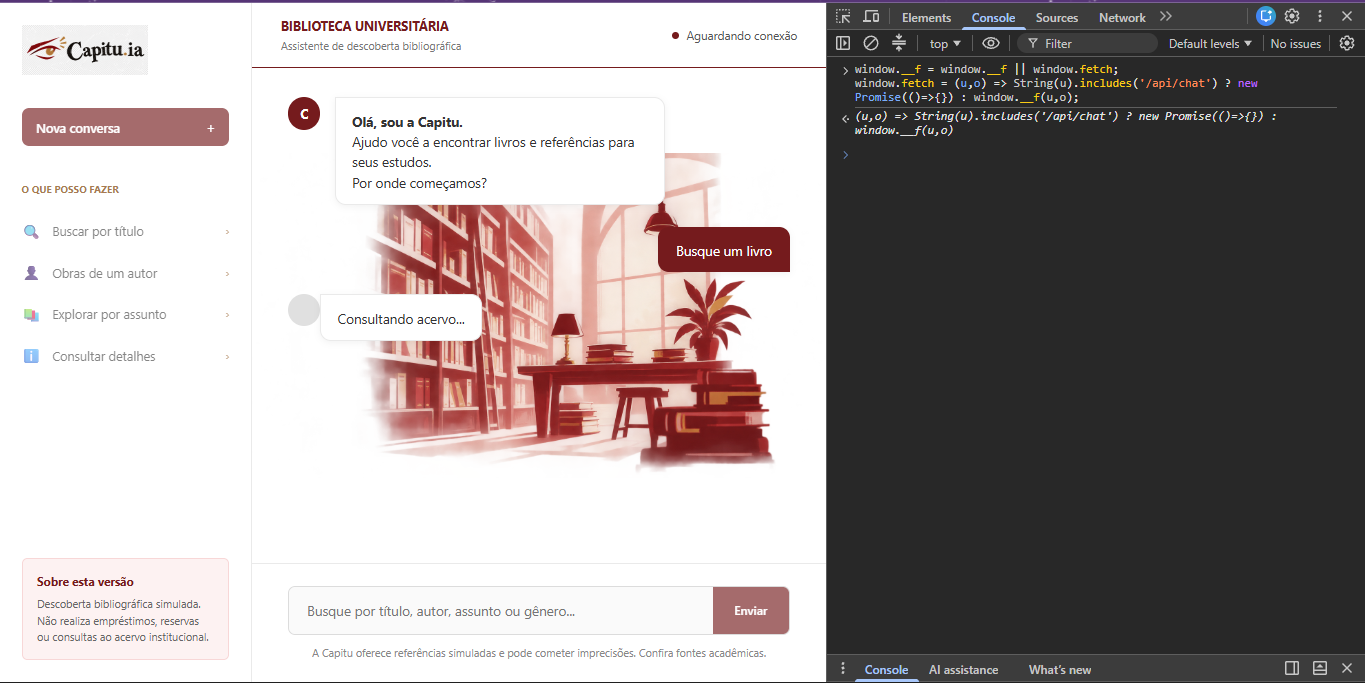 Capitu.ia
Nova conversa +
O QUE POSSO FAZER
Buscar por título ›
Obras de um autor ›
Explorar por assunto ›
Consultar detalhes ›
Sobre esta versão
Descoberta bibliográfica simulada.
Não realiza empréstimos, reservas
ou consultas ao acervo institucional.
BIBLIOTECA UNIVERSITÁRIA
Assistente de descoberta bibliográfica
Aguardando conexão
C
Olá, sou a Capitu.
Ajudo você a encontrar livros e referências para
seus estudos.
Por onde começamos?
Busque um livro
Consultando acervo...
Busque por título, autor, assunto ou gênero...
Enviar
A Capitu oferece referências simuladas e pode cometer imprecisões. Confira fontes acadêmicas.
Elements Console Sources Network
top Filter Default levels No issues
window.__f = window.__f || window.fetch;
window.fetch = (u,o) => String(u).includes('/api/chat') ? new
Promise(()=>{}) : window.__f(u,o);
(u,o) => String(u).includes('/api/chat') ? new Promise(()=>{}) :
window.__f(u,o)
Console AI assistance What's new